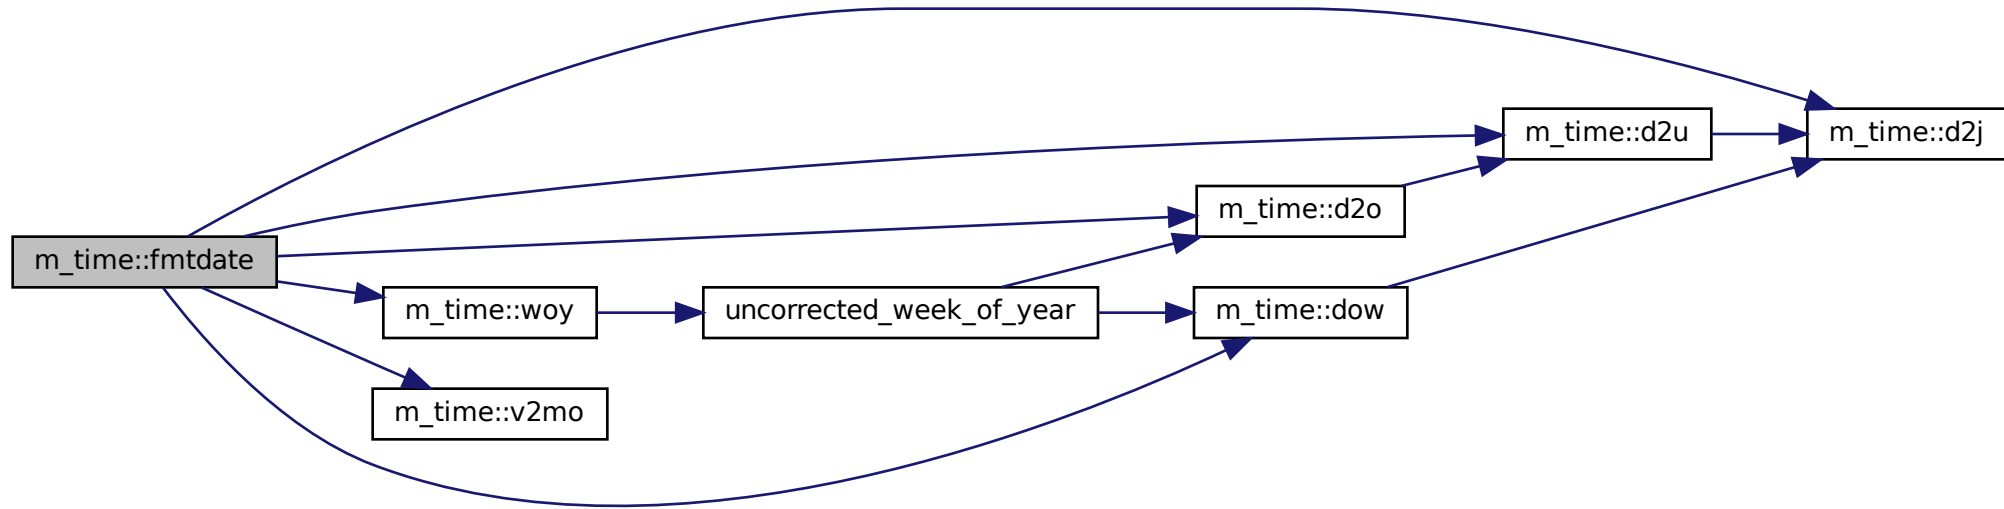 m_time::fmtdate
m_time::woy
m_time::v2mo
uncorrected_week_of_year
m_time::d2o
m_time::dow
m_time::d2u
m_time::d2j